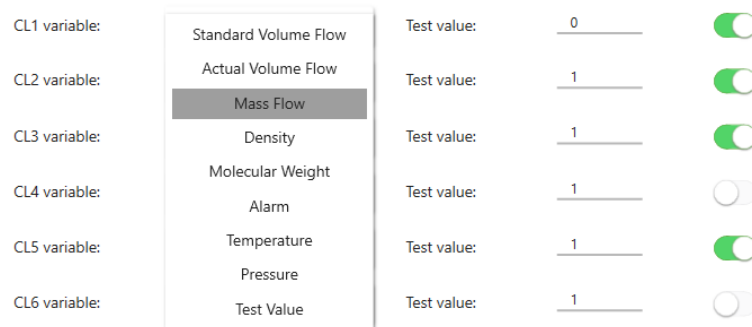 CL1 variable: Standard Volume Flow Test value: 0
Actual Volume Flow
CL2 variable: Test value: 1
Mass Flow
CL3 variable: Density Test value: 1
Molecular Weight
CL4 variable: Test value: 1
Alarm
CL5 variable: Temperature Test value: 1
Pressure
CL6 variable: Test Value Test value: 1